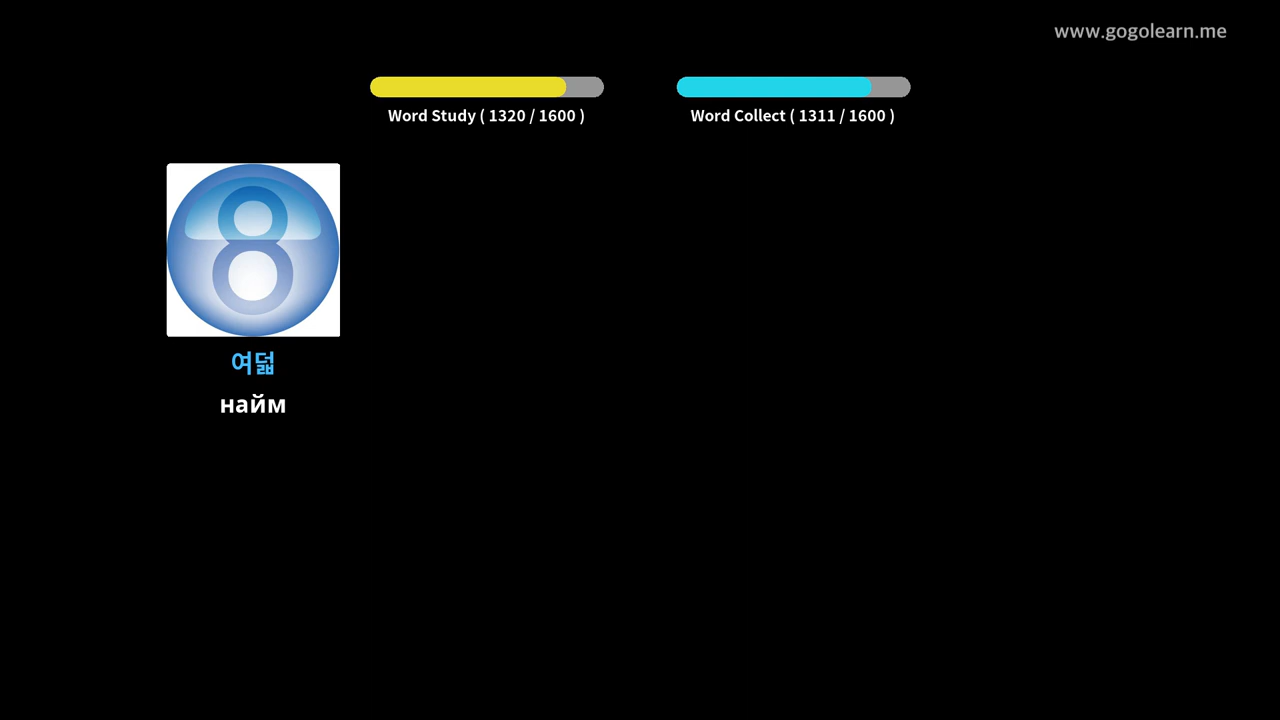 www.gogolearn.me
Word Study ( 1320 / 1600 )
Word Collect ( 1311 / 1600 )
8
여덟
найм